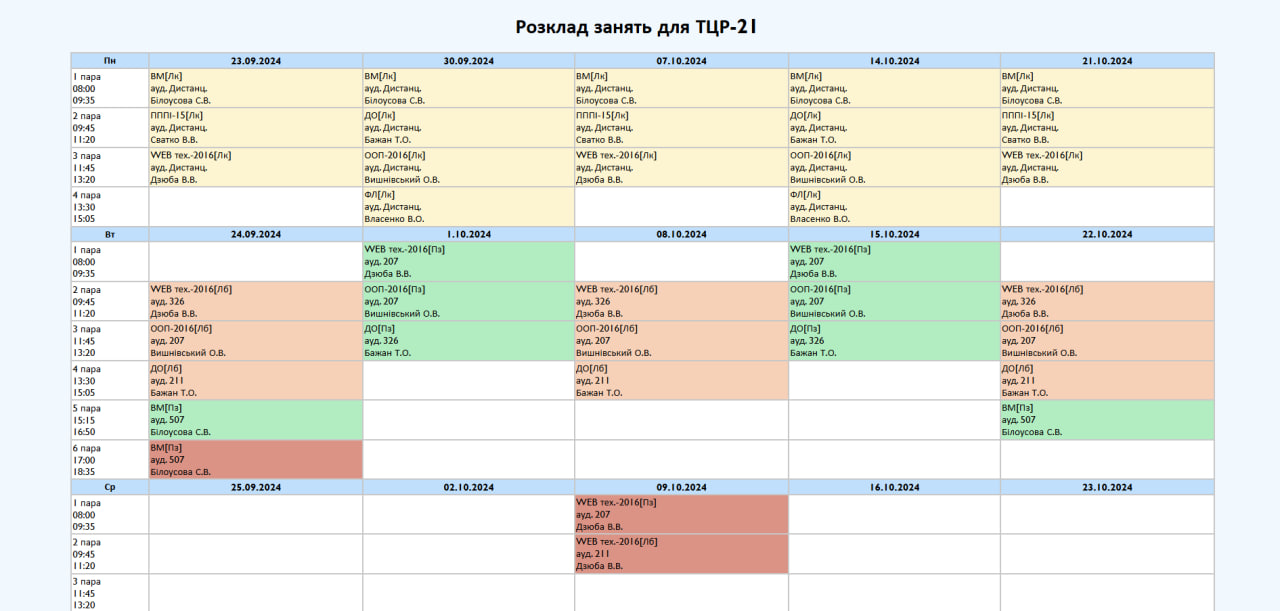 Розклад занять для ТЦР-21
Пн 23.09.2024 30.09.2024 07.10.2024 14.10.2024 21.10.2024
1 пара ВМ[Лк] ВМ[Лк] ВМ[Лк] ВМ[Лк] ВМ[Лк]
08:00 ауд. Дистанц. ауд. Дистанц. ауд. Дистанц. ауд. Дистанц. ауд. Дистанц.
09:35 Білоусова С.В. Білоусова С.В. Білоусова С.В. Білоусова С.В. Білоусова С.В.
2 пара ПППІ-15[Лк] ДО[Лк] ПППІ-15[Лк] ДО[Лк] ПППІ-15[Лк]
09:45 ауд. Дистанц. ауд. Дистанц. ауд. Дистанц. ауд. Дистанц. ауд. Дистанц.
11:20 Сватко В.В. Бажан Т.О. Сватко В.В. Бажан Т.О. Сватко В.В.
3 пара WEB тех.-2016[Лк] ООП-2016[Лк] WEB тех.-2016[Лк] ООП-2016[Лк] WEB тех.-2016[Лк]
11:45 ауд. Дистанц. ауд. Дистанц. ауд. Дистанц. ауд. Дистанц. ауд. Дистанц.
13:20 Дзюба В.В. Вишнівський О.В. Дзюба В.В. Вишнівський О.В. Дзюба В.В.
4 пара ФЛ[Лк] ФЛ[Лк]
13:30 ауд. Дистанц. ауд. Дистанц.
15:05 Власенко В.О. Власенко В.О.
Вт 24.09.2024 1.10.2024 08.10.2024 15.10.2024 22.10.2024
1 пара WEB тех.-2016[Пз] WEB тех.-2016[Пз]
08:00 ауд. 207 ауд. 207
09:35 Дзюба В.В. Дзюба В.В.
2 пара WEB тех.-2016[Лб] ООП-2016[Пз] WEB тех.-2016[Лб] ООП-2016[Пз] WEB тех.-2016[Лб]
09:45 ауд. 326 ауд. 207 ауд. 326 ауд. 207 ауд. 326
11:20 Дзюба В.В. Вишнівський О.В. Дзюба В.В. Вишнівський О.В. Дзюба В.В.
3 пара ООП-2016[Лб] ДО[Пз] ООП-2016[Лб] ДО[Пз] ООП-2016[Лб]
11:45 ауд. 207 ауд. 326 ауд. 207 ауд. 326 ауд. 207
13:20 Вишнівський О.В. Бажан Т.О. Вишнівський О.В. Бажан Т.О. Вишнівський О.В.
4 пара ДО[Лб] ДО[Лб] ДО[Лб]
13:30 ауд. 211 ауд. 211 ауд. 211
15:05 Бажан Т.О. Бажан Т.О. Бажан Т.О.
5 пара ВМ[Пз] ВМ[Пз]
15:15 ауд. 507 ауд. 507
16:50 Білоусова С.В. Білоусова С.В.
6 пара ВМ[Пз]
17:00 ауд. 507
18:35 Білоусова С.В.
Ср 25.09.2024 02.10.2024 09.10.2024 16.10.2024 23.10.2024
1 пара WEB тех.-2016[Пз]
08:00 ауд. 207
09:35 Дзюба В.В.
2 пара WEB тех.-2016[Лб]
09:45 ауд. 211
11:20 Дзюба В.В.
3 пара
11:45
13:20